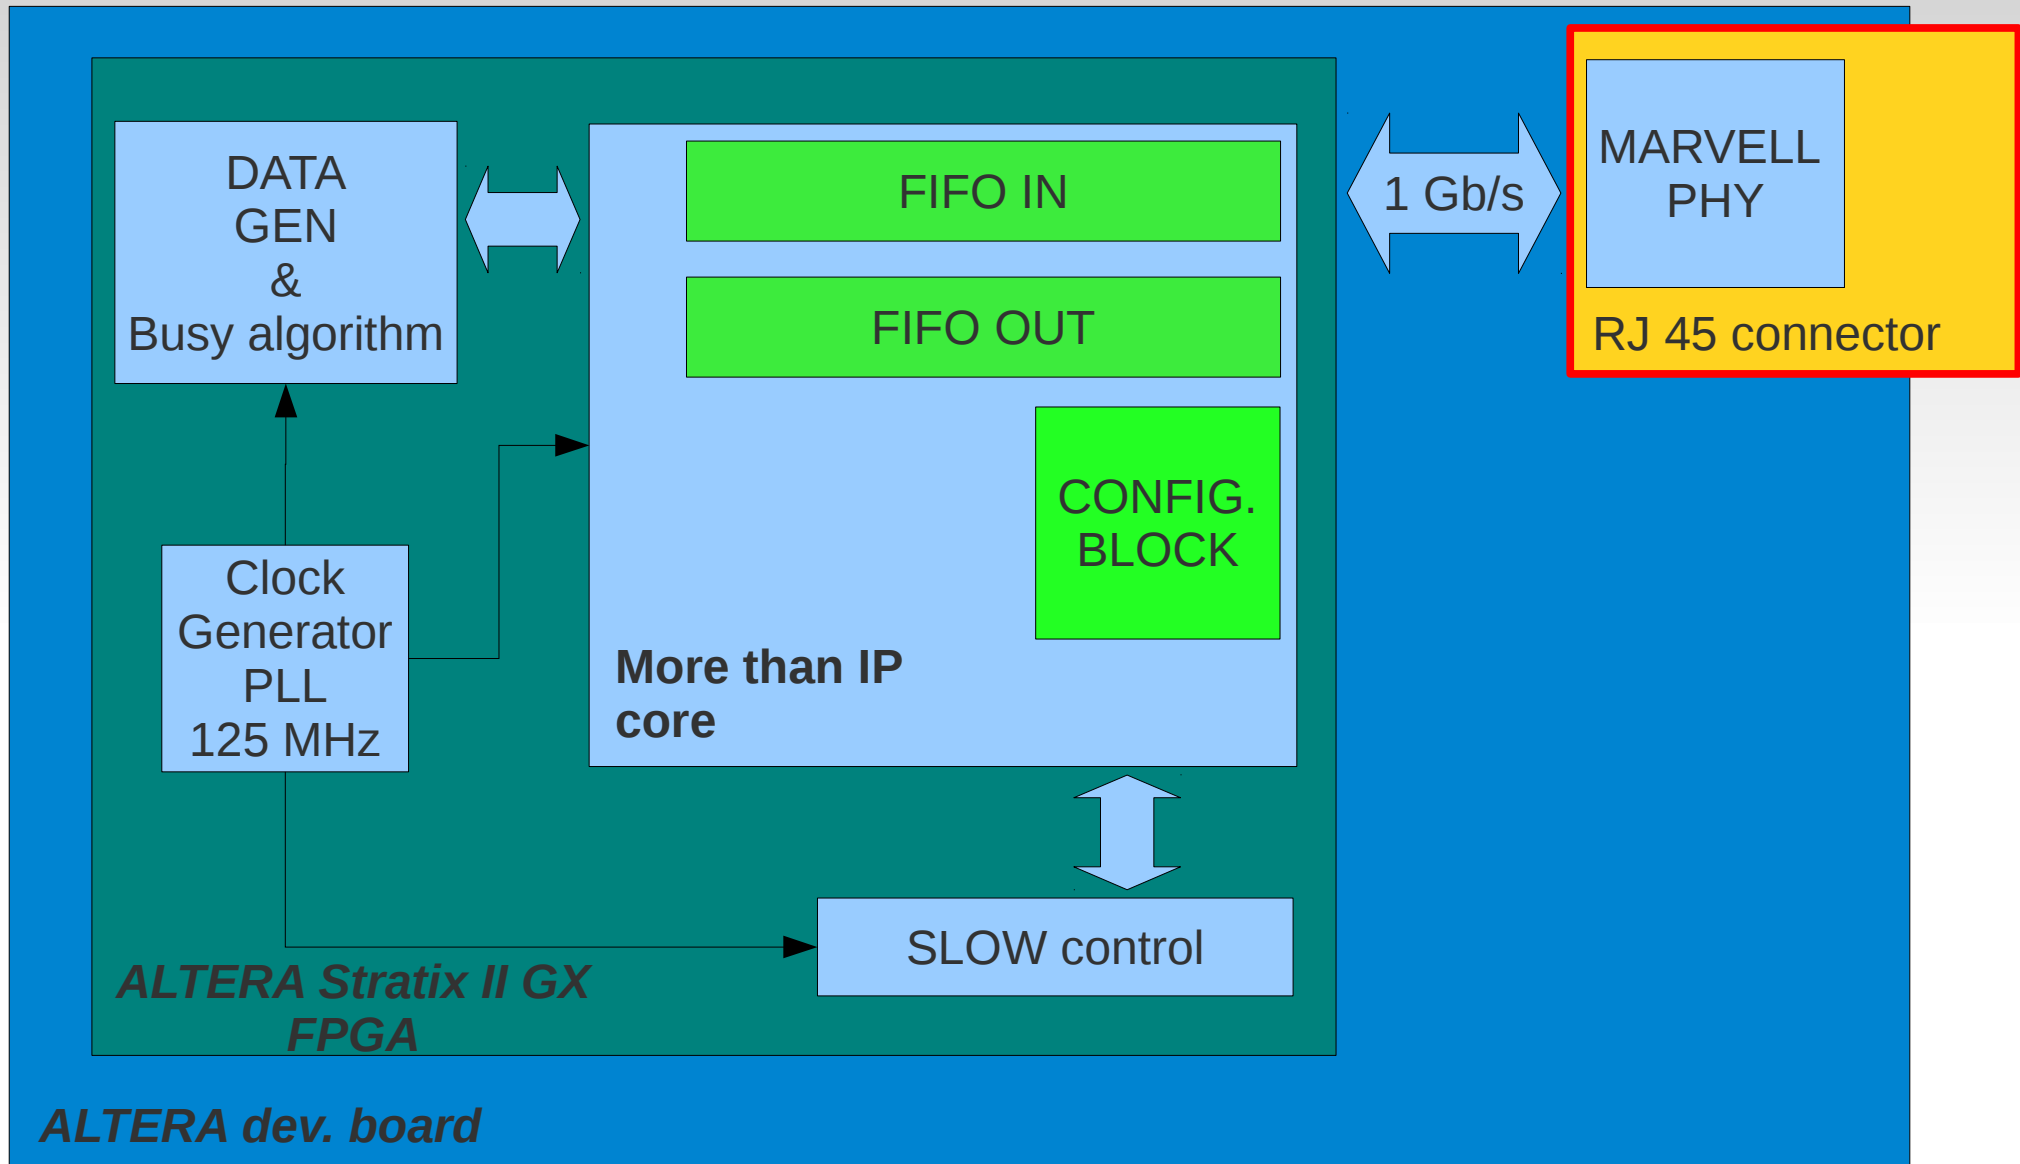 DATA
GEN
&
Busy algorithm
FIFO IN
FIFO OUT
1 Gb/s
MARVELL
PHY
RJ 45 connector
CONFIG.
BLOCK
Clock
Generator
PLL
125 MHz
More than IP
core
SLOW control
ALTERA Stratix II GX
FPGA
ALTERA dev. board